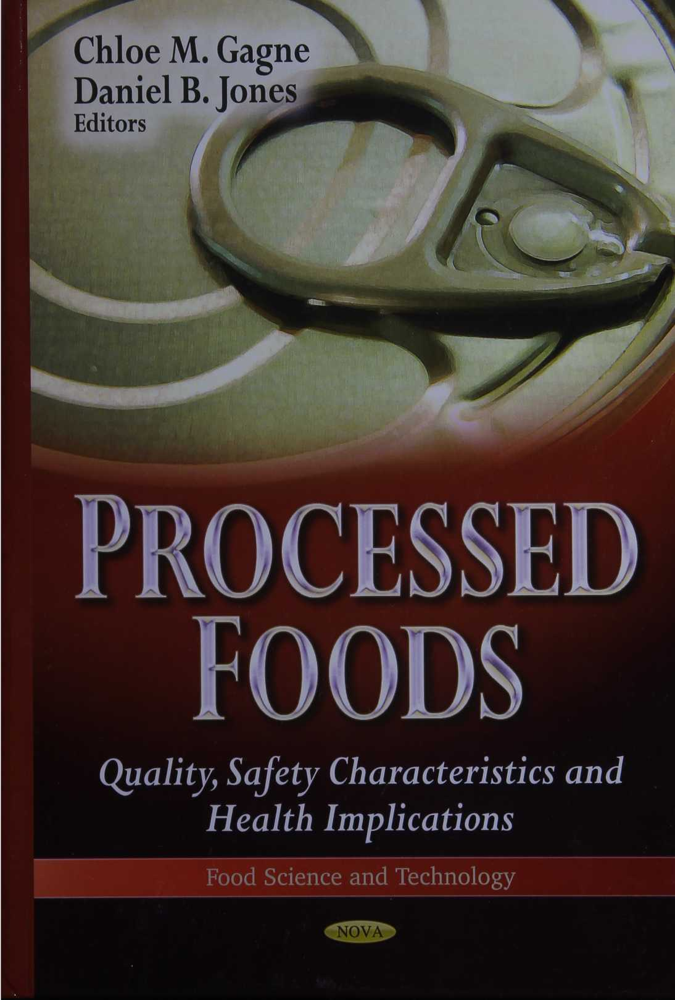 Chloe M. Gagne
Daniel B. Jones
Editors
PROCESSED
FOODS
Quality, Safety Characteristics and
Health Implications
Food Science and Technology
NOVA